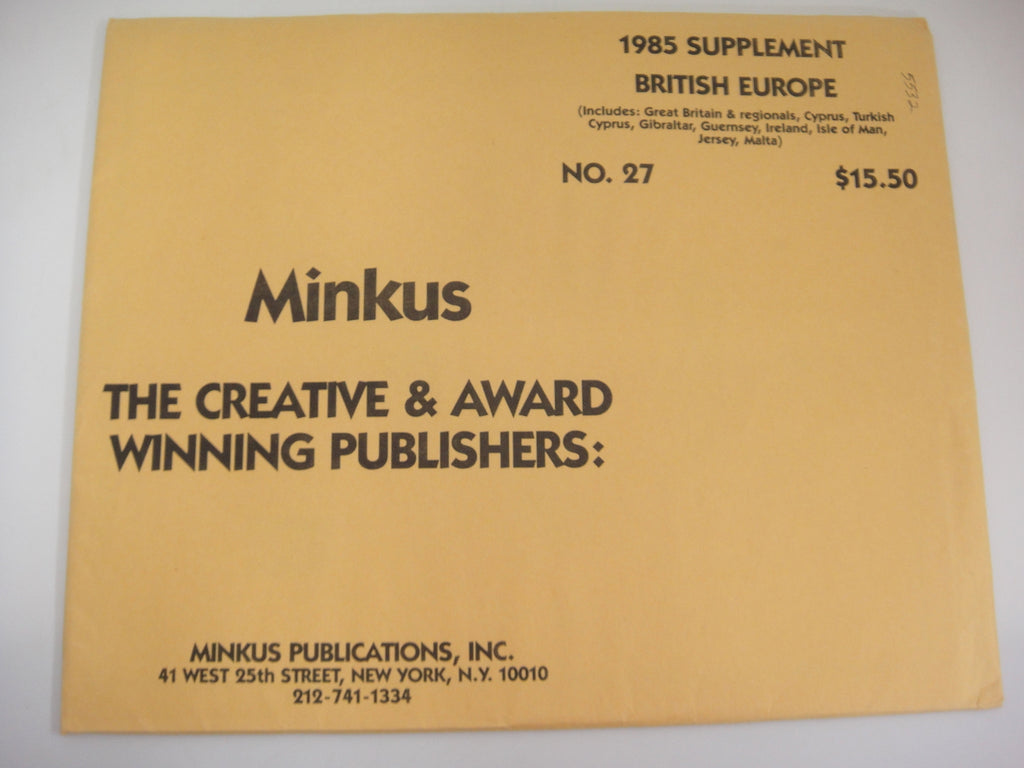 1985 SUPPLEMENT
BRITISH EUROPE
(Includes: Great Britain & regionals, Cyprus, Turkish
Cyprus, Gibraltar, Guernsey, Ireland, Isle of Man,
Jersey, Malta)
NO. 27 $15.50
Minkus
THE CREATIVE & AWARD
WINNING PUBLISHERS:
MINKUS PUBLICATIONS, INC.
41 WEST 25th STREET, NEW YORK, N.Y. 10010
212-741-1334